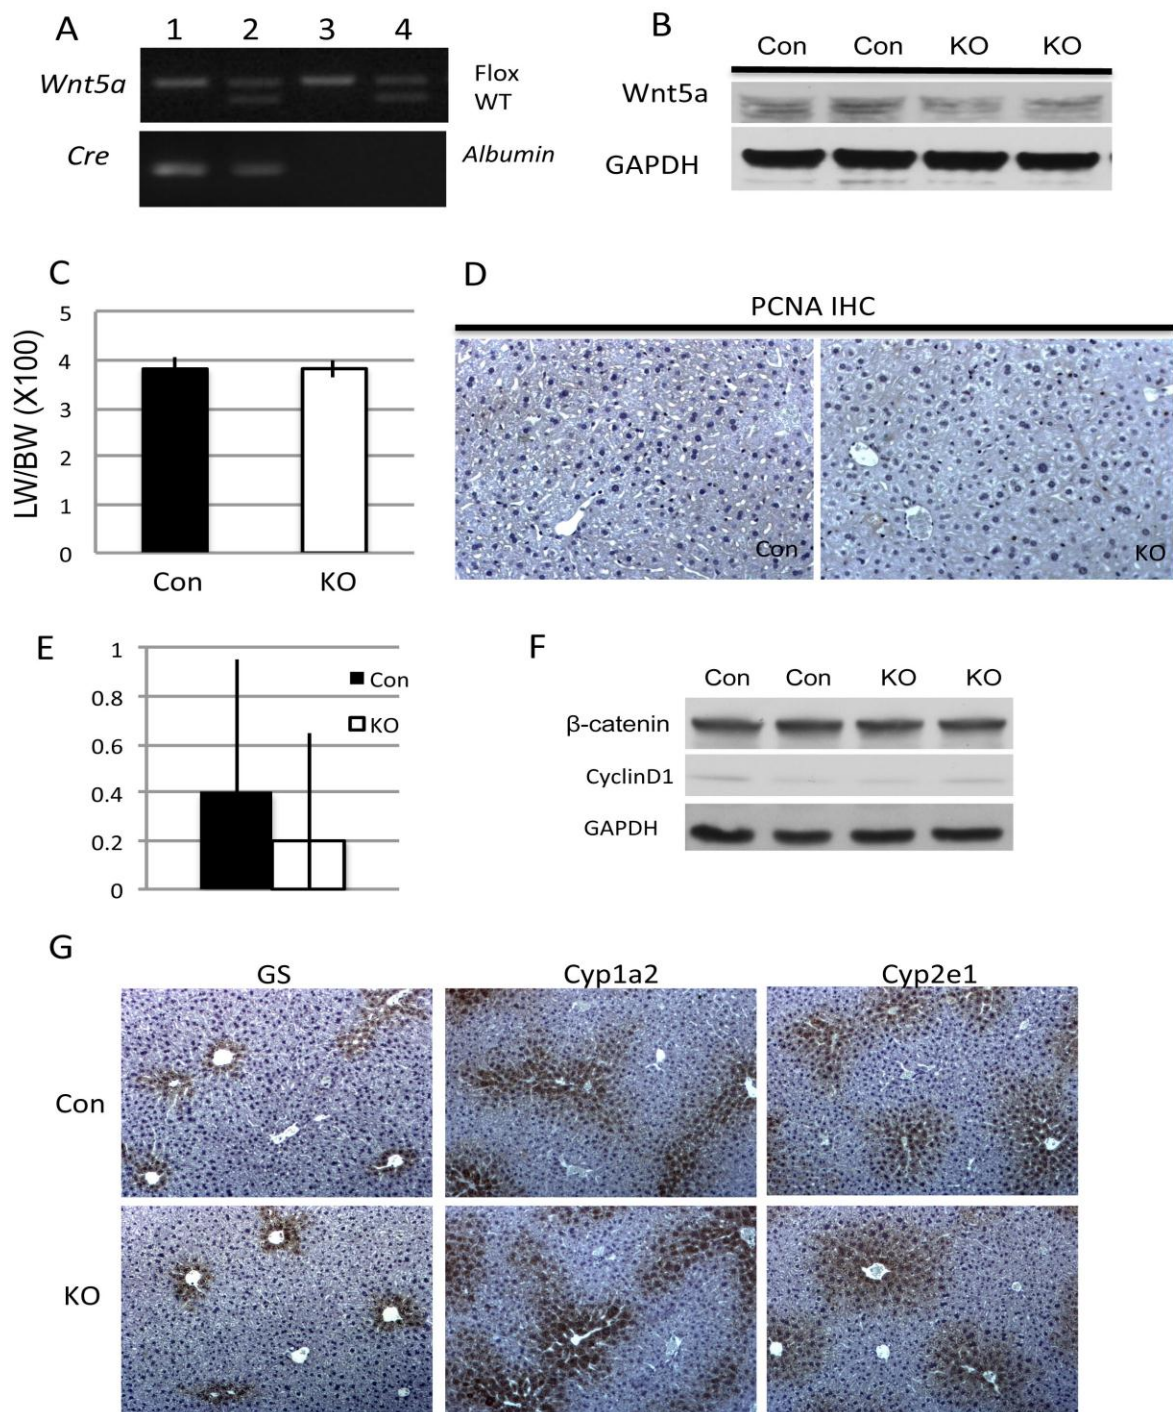 A
1 2 3 4
Wnt5a
Flox
WT
Cre
Albumin
B
Con Con KO KO
Wnt5a
GAPDH
C
LW/BW (X100)
5
4
3
2
1
0
Con KO
D
PCNA IHC
Con
KO
E
1
0.8
0.6
0.4
0.2
0
Con
KO
F
Con Con KO KO
β-catenin
CyclinD1
GAPDH
G
GS Cyp1a2 Cyp2e1
Con
KO